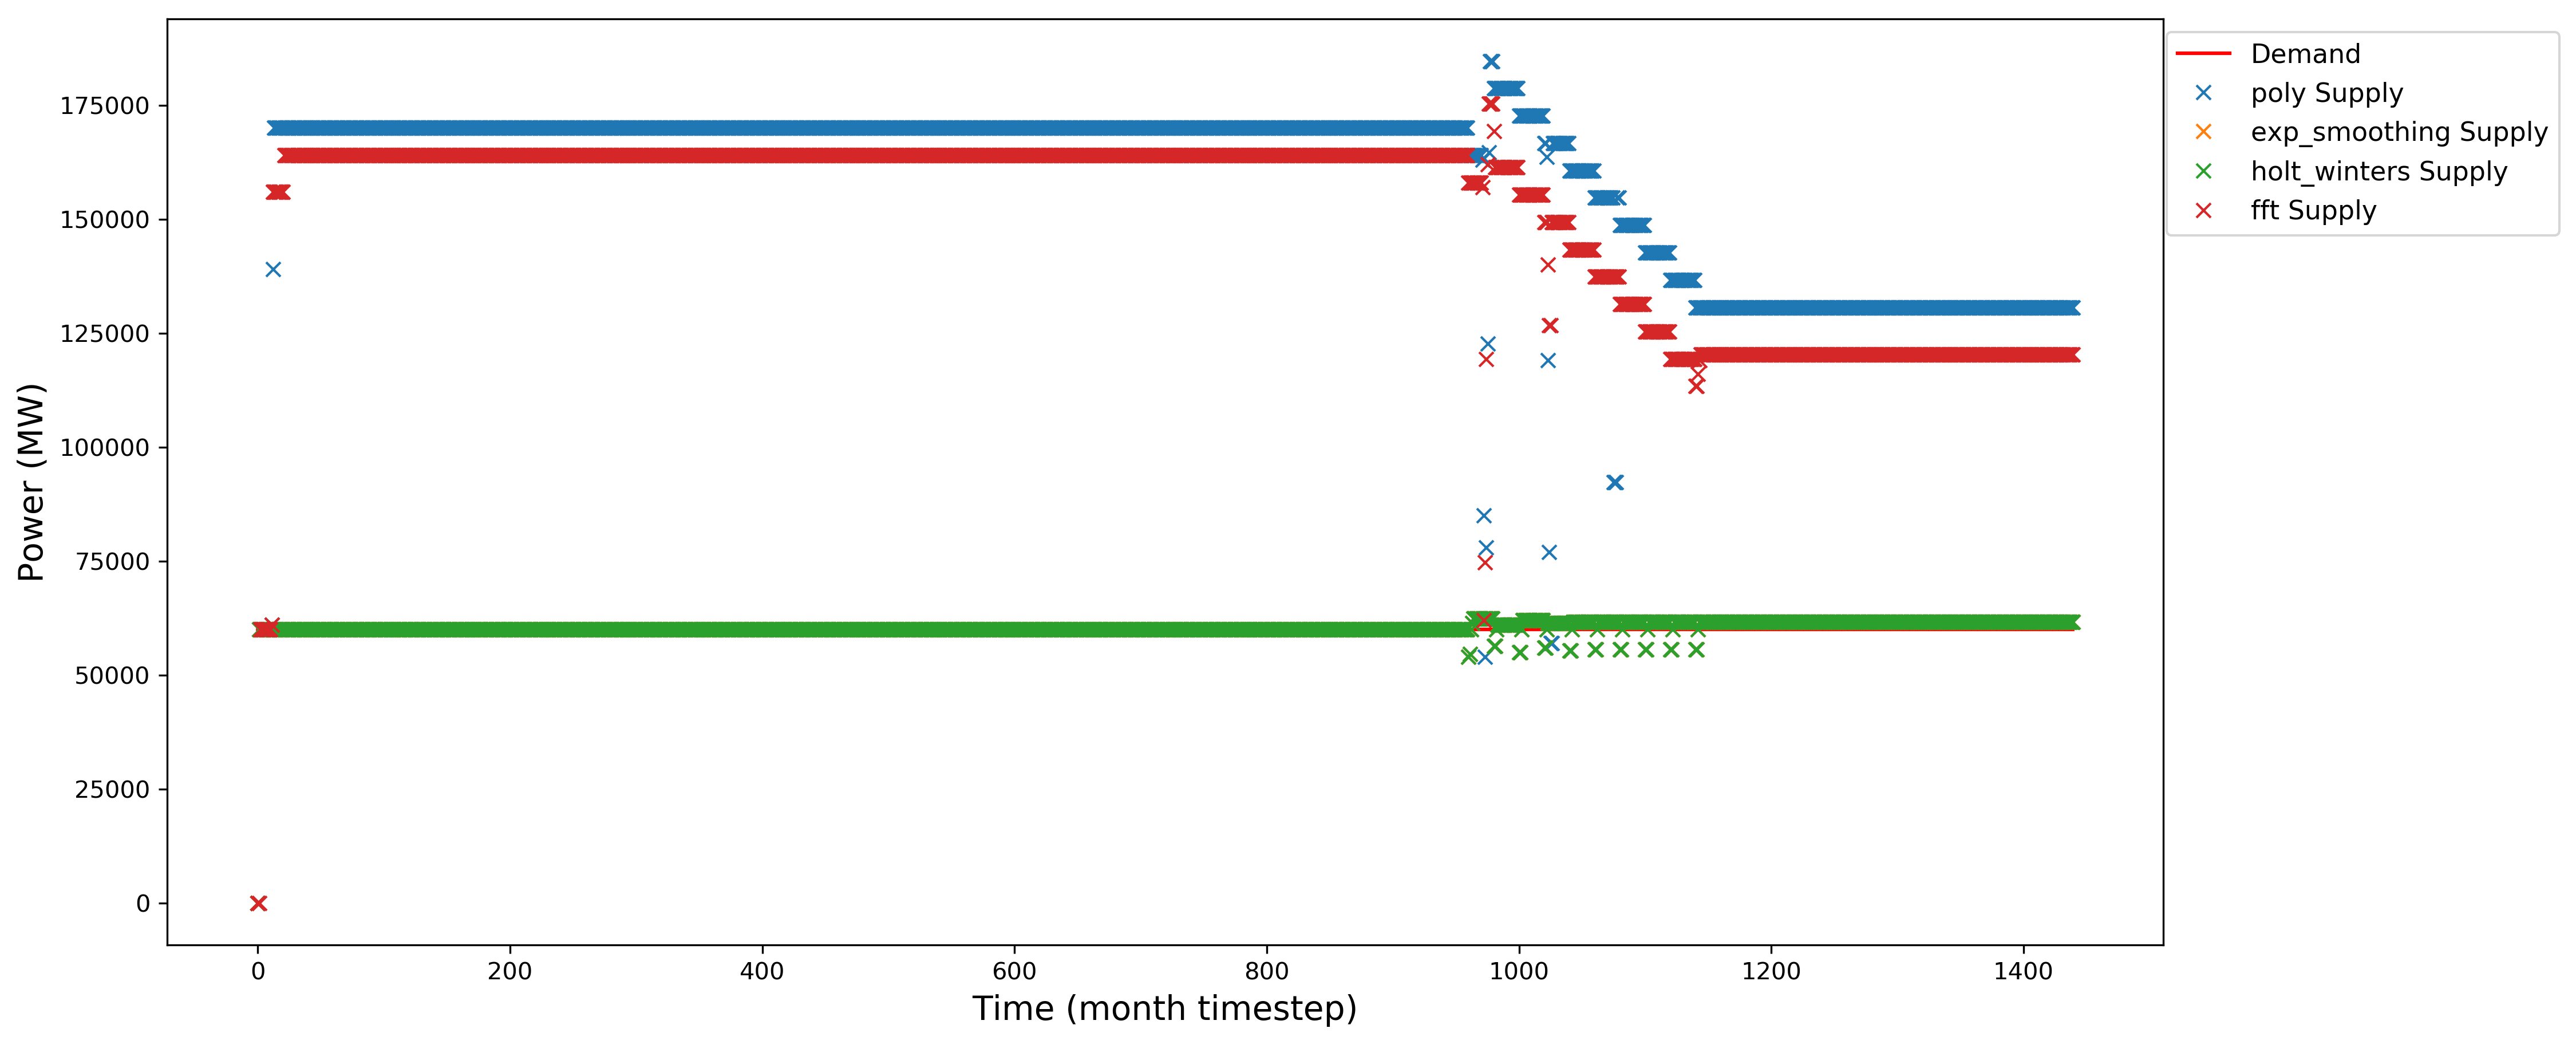 175000
150000
125000
100000
75000
50000
25000
0
Power (MW)
0 200 400 600 800 1000 1200 1400
Time (month timestep)
Demand
poly Supply
exp_smoothing Supply
holt_winters Supply
fft Supply